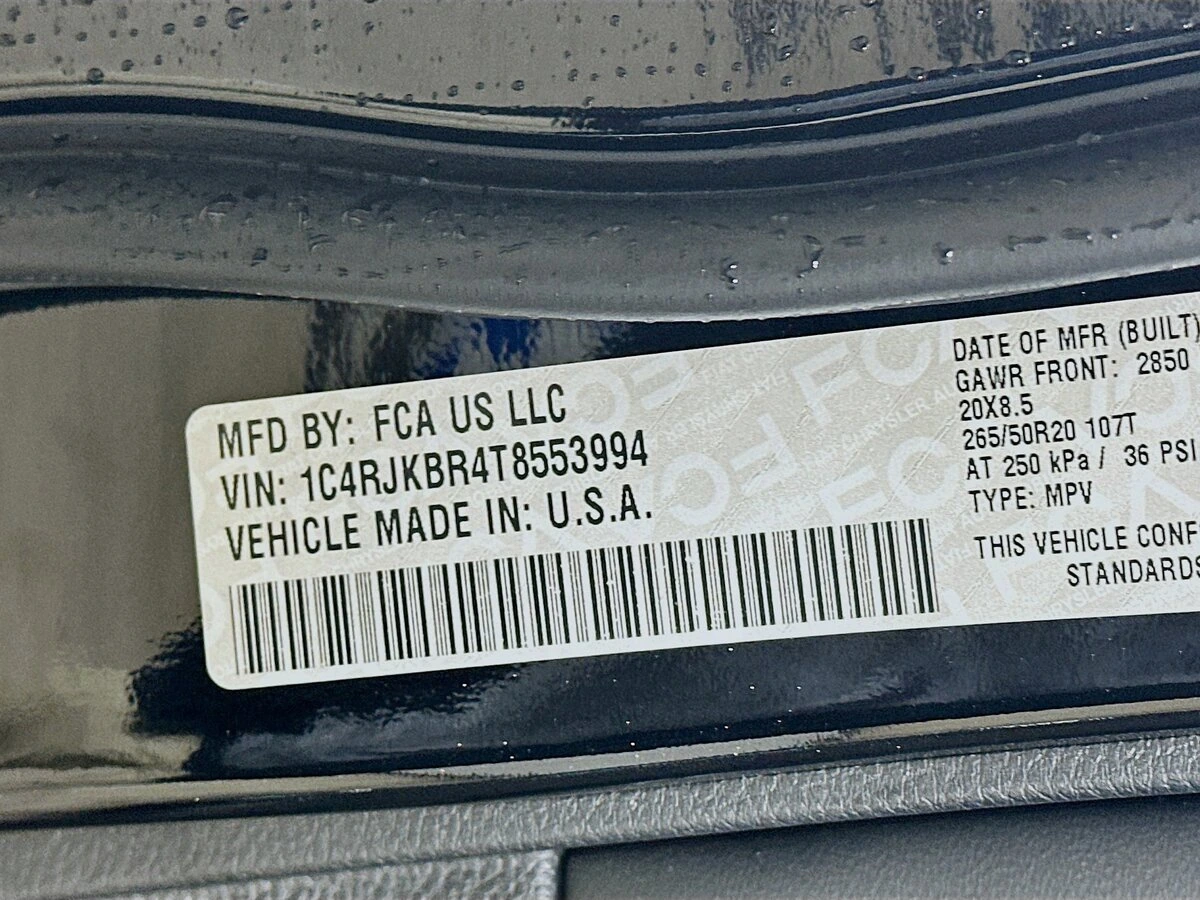 MFD BY: FCA US LLC
VIN: 1C4RJKBR4T8553994
VEHICLE MADE IN: U.S.A.
DATE OF MFR (BUILT)
GAWR FRONT: 2850
20X8.5
265/50R20 107T
AT 250 kPa / 36 PSI
TYPE: MPV
THIS VEHICLE CONF
STANDARDS